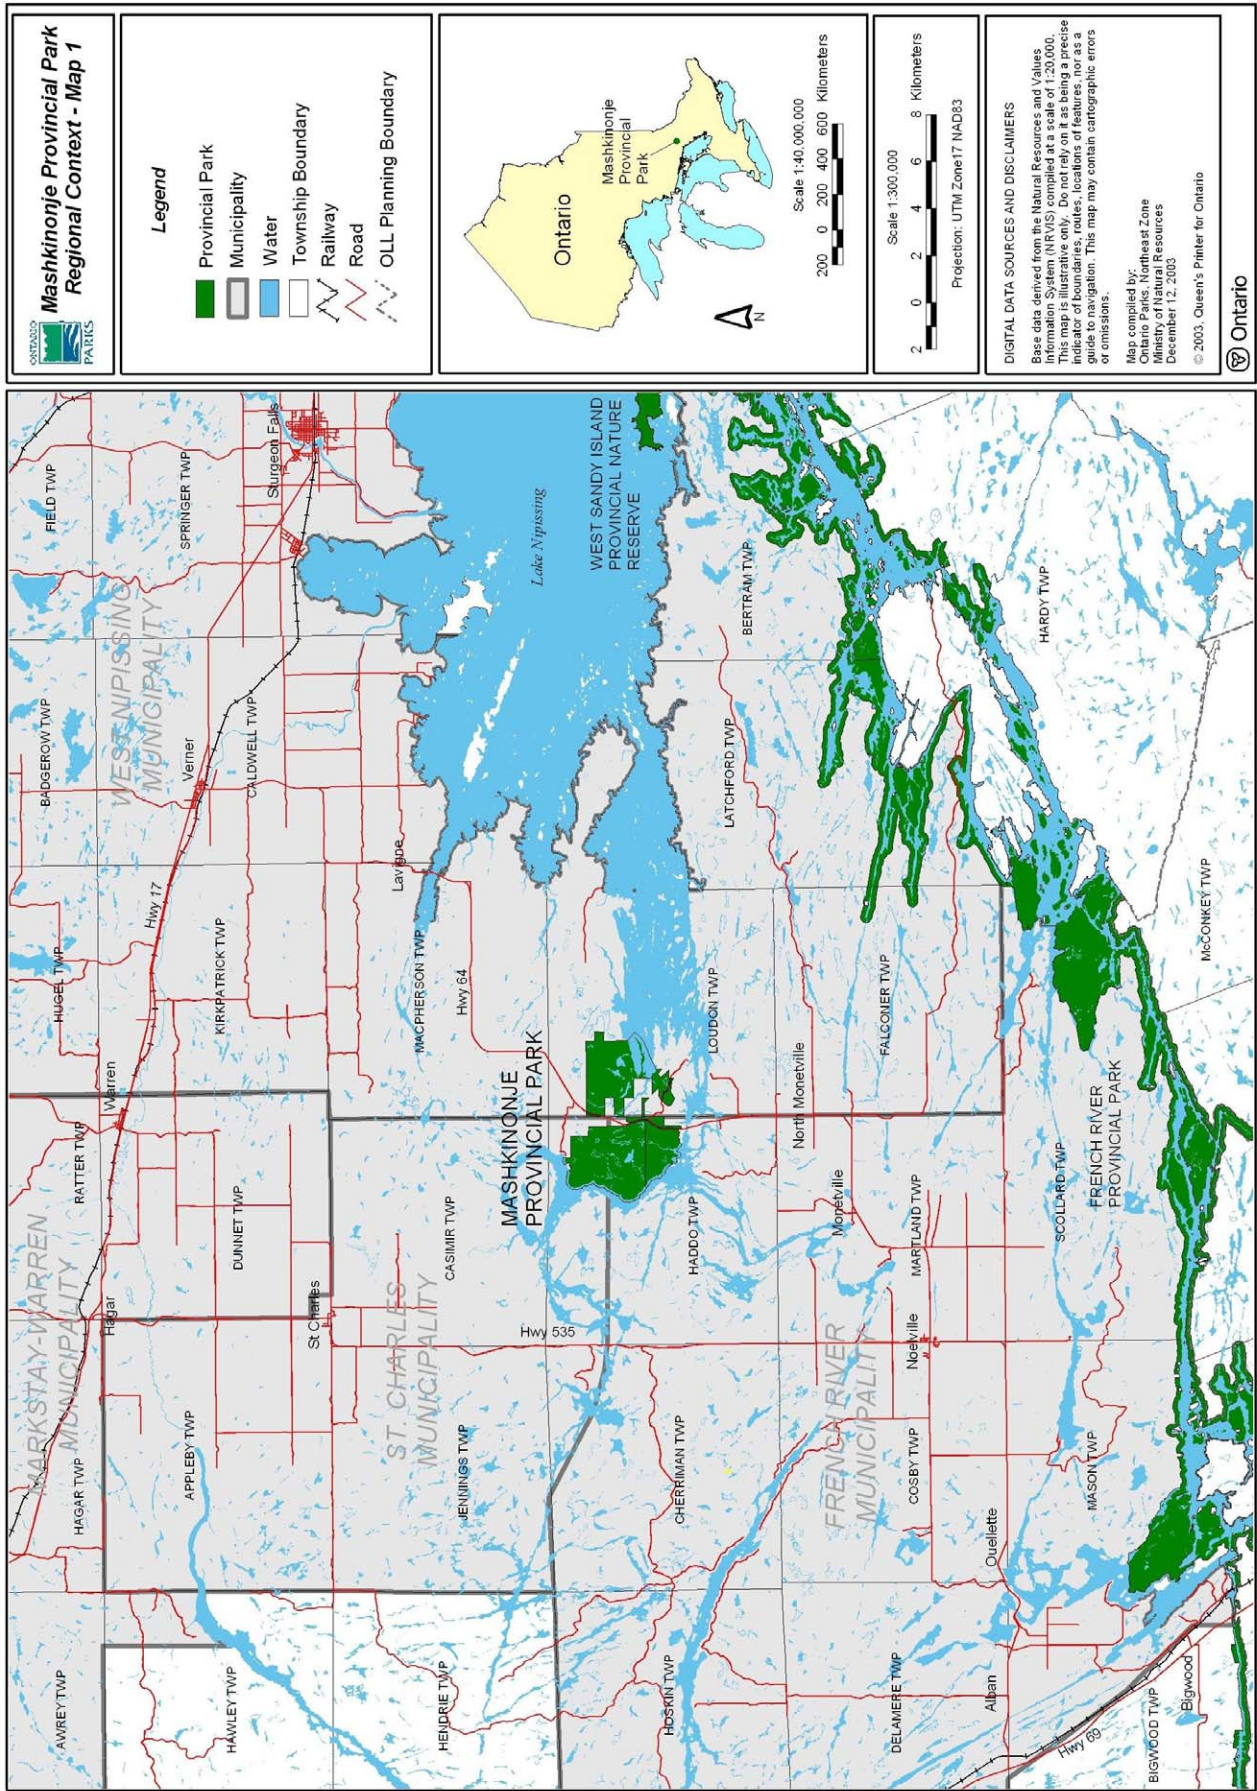 ONTARIO
PARKS
Mashkinonje Provincial Park
Regional Context - Map 1
Legend
Provincial Park
Municipality
Water
Township Boundary
Railway
Road
OLL Planning Boundary
Ontario
Mashkinonje
Provincial
Park
N
Scale 1:40,000,000
200 0 200 400 600 Kilometers
Scale 1:300,000
2 0 2 4 6 8 Kilometers
Projection: UTM Zone17 NAD83
DIGITAL DATA SOURCES AND DISCLAIMERS
Base data derived from the Natural Resources and Values
Information System (NRVIS) compiled at a scale of 1:20,000.
This map is illustrative only. Do not rely on it as being a precise
indicator of boundaries, routes, locations of features, nor as a
guide to navigation. This map may contain cartographic errors
or omissions.
Map compiled by:
Ontario Parks, Northeast Zone
Ministry of Natural Resources
December 12, 2003
© 2003, Queen's Printer for Ontario
Ontario
AWREY TWP
HAGAR TWP
MARKSTAY-WARREN
MUNICIPALITY
RATTER TWP
Hagar
Warren
HUGEL TWP
BADGEROW TWP
FIELD TWP
WEST NIPISSING
MUNICIPALITY
SPRINGER TWP
Hwy 17
Verner
Sturgeon Falls
HAWLEY TWP
APPLEBY TWP
DUNNET TWP
KIRKPATRICK TWP
CALDWELL TWP
St Charles
ST. CHARLES
MUNICIPALITY
Lavigne
HENDRIE TWP
JENNINGS TWP
CASIMIR TWP
MACPHERSON TWP
Hwy 64
Hwy 535
MASHKINONJE
PROVINCIAL PARK
Lake Nipissing
WEST SANDY ISLAND
PROVINCIAL NATURE
RESERVE
HOSKIN TWP
CHERRIMAN TWP
HADDO TWP
LOUDON TWP
LATCHFORD TWP
BERTRAM TWP
North Monetville
Monetville
FRENCH RIVER
MUNICIPALITY
DELAMERE TWP
COSBY TWP
Noelville
MARTLAND TWP
FALCONER TWP
Alban
Ouellette
HARDY TWP
SCOLLARD TWP
MASON TWP
FRENCH RIVER
PROVINCIAL PARK
Hwy 69
BIGWOOD TWP
Bigwood
McCONKEY TWP